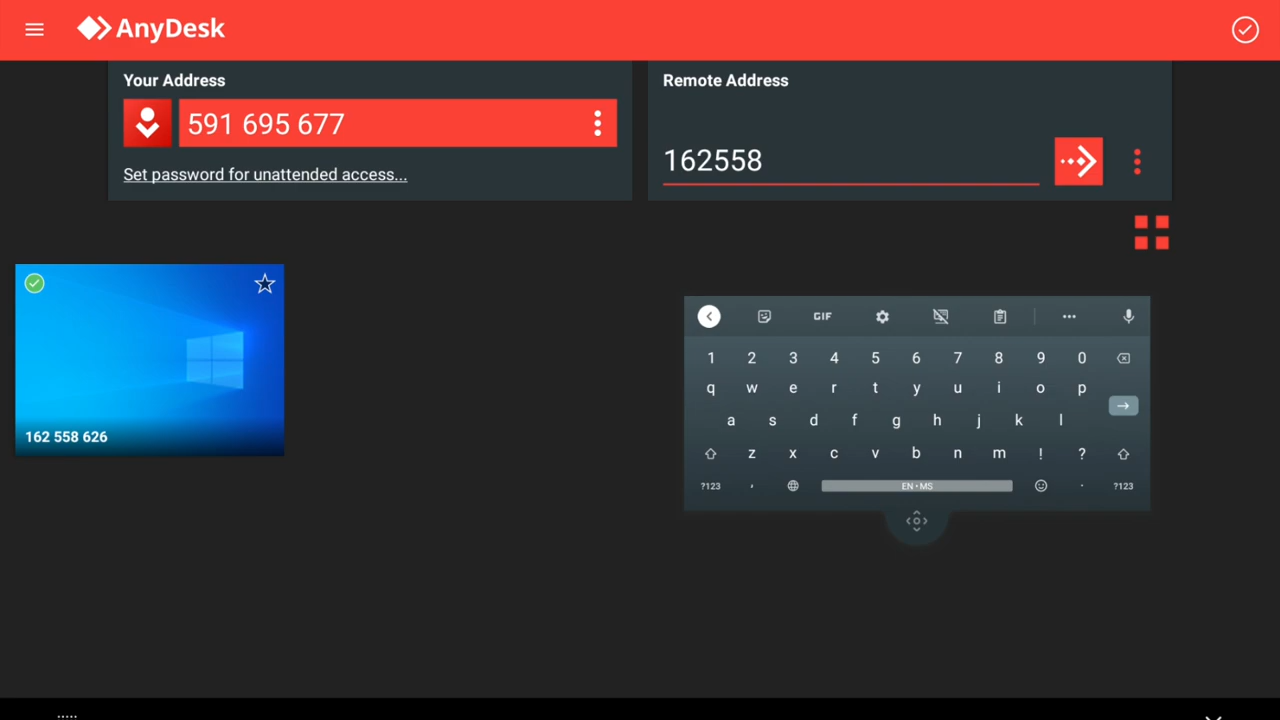 AnyDesk
Your Address
Remote Address
591 695 677
162558
Set password for unattended access...
162 558 626
GIF
1 2 3 4 5 6 7 8 9 0
q w e r t y u i o p
a s d f g h j k l
z x c v b n m ! ?
?123 , EN • MS . ?123